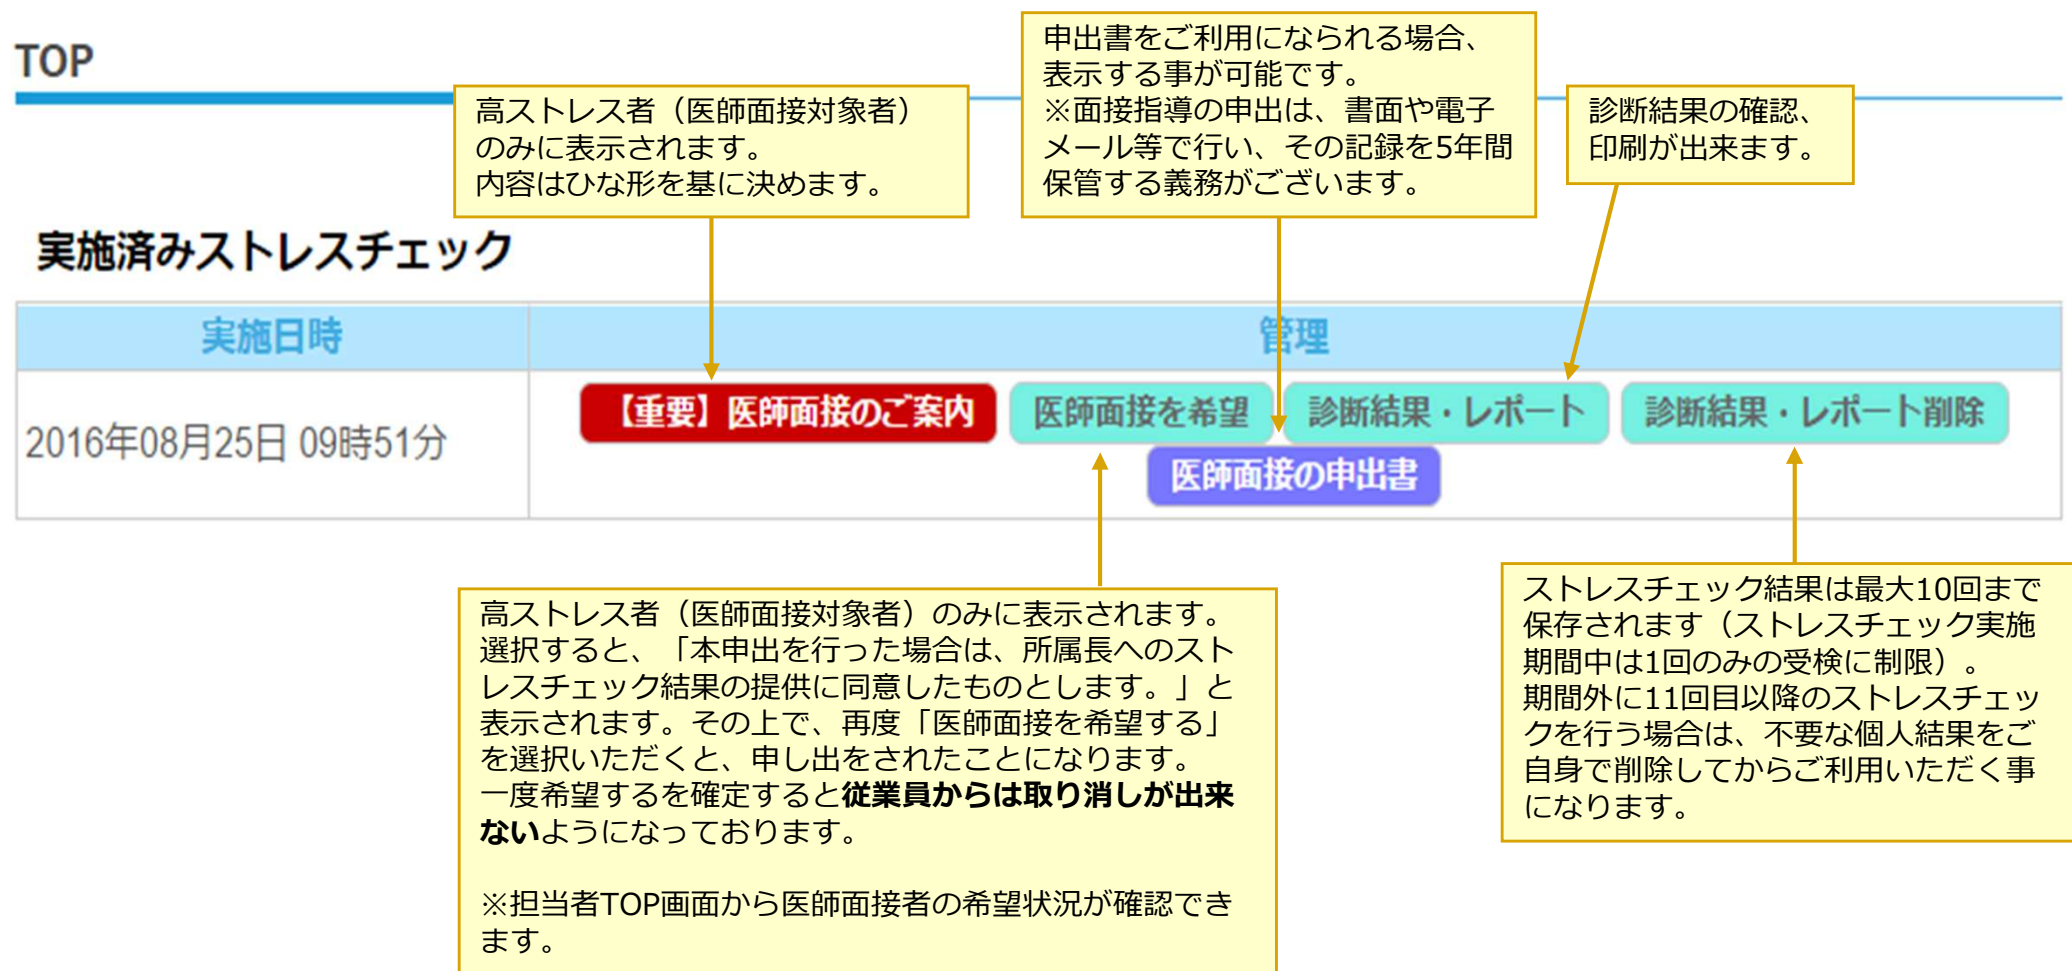 TOP
高ストレス者（医師面接対象者）
のみに表示されます。
内容はひな形を基に決めます。
申出書をご利用になられる場合、
表示する事が可能です。
※面接指導の申出は、書面や電子
メール等で行い、その記録を5年間
保管する義務がございます。
診断結果の確認、
印刷が出来ます。
実施済みストレスチェック
実施日時
管理
2016年08月25日 09時51分
【重要】医師面接のご案内
医師面接を希望
診断結果・レポート
診断結果・レポート削除
医師面接の申出書
高ストレス者（医師面接対象者）のみに表示されます。
選択すると、「本申出を行った場合は、所属長へのスト
レスチェック結果の提供に同意したものとします。」と
表示されます。その上で、再度「医師面接を希望する」
を選択いただくと、申し出をされたことになります。
一度希望するを確定すると従業員からは取り消しが出来
ないようになっております。
※担当者TOP画面から医師面接者の希望状況が確認でき
ます。
ストレスチェック結果は最大10回まで
保存されます（ストレスチェック実施
期間中は1回のみの受検に制限）。
期間外に11回目以降のストレスチェッ
クを行う場合は、不要な個人結果をご
自身で削除してからご利用いただく事
になります。